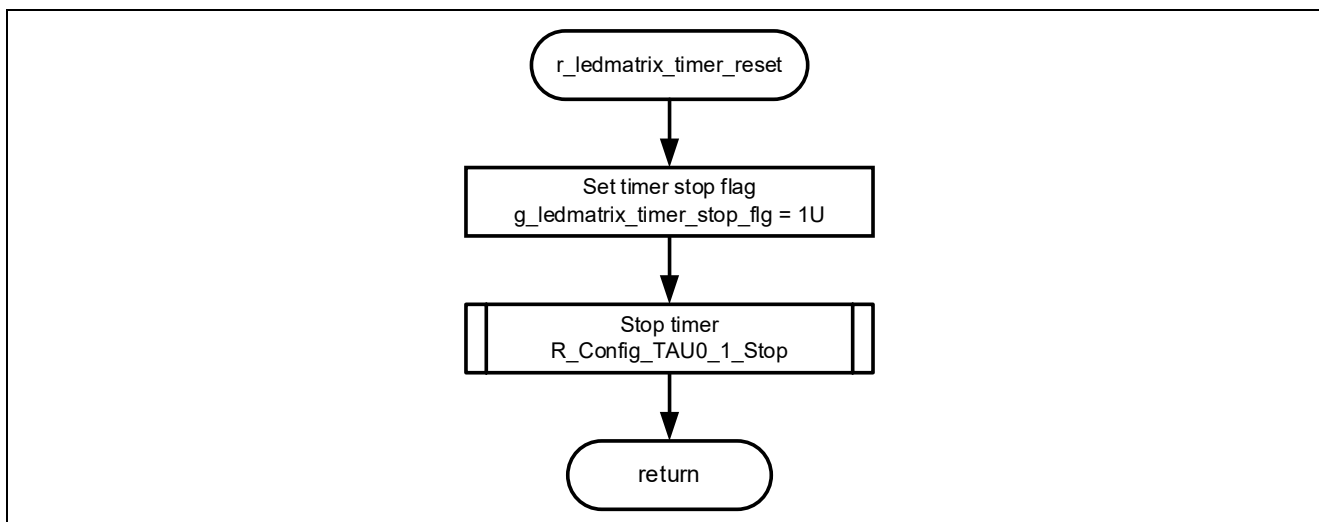 r_ledmatrix_timer_reset
Set timer stop flag
g_ledmatrix_timer_stop_flg = 1U
Stop timer
R_Config_TAU0_1_Stop
return